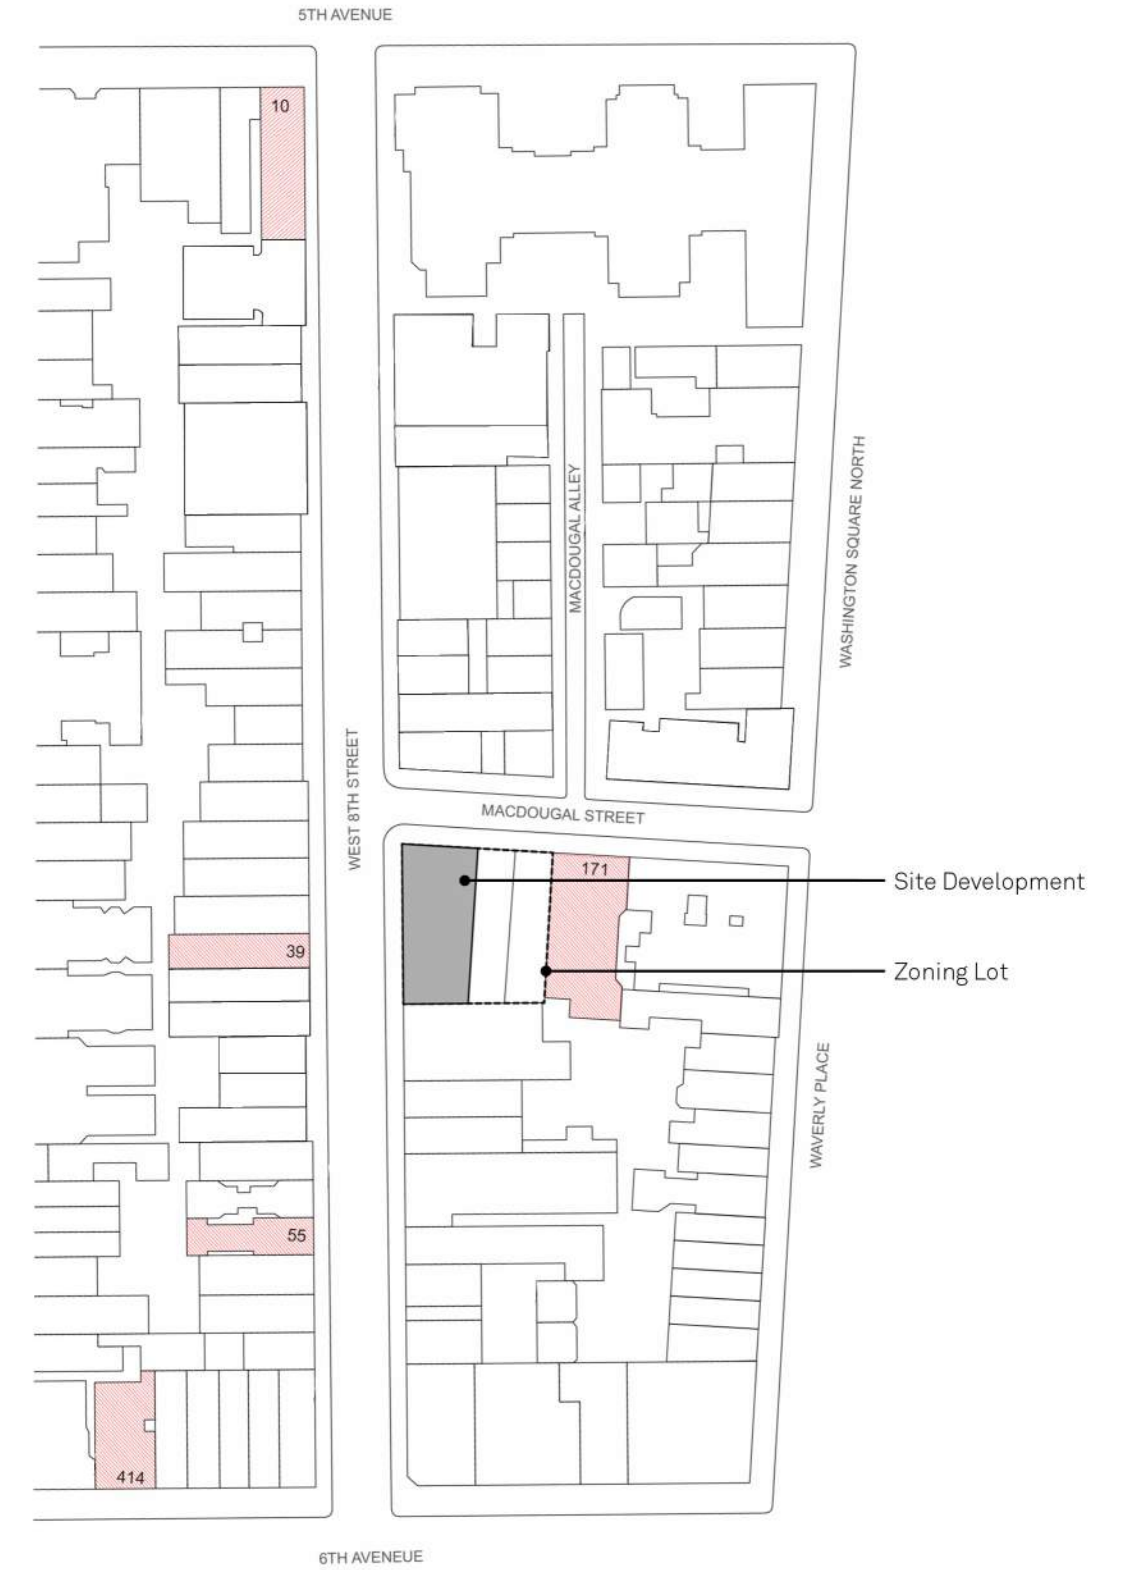 5TH AVENUE
10
MACDOUGAL ALLEY
WASHINGTON SQUARE NORTH
WEST 8TH STREET
MACDOUGAL STREET
171
Site Development
39
Zoning Lot
WAVERLY PLACE
55
414
6TH AVENEUE